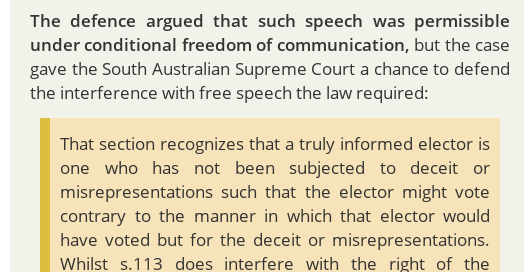 The defence argued that such speech was permissible
under conditional freedom of communication, but the case
gave the South Australian Supreme Court a chance to defend
the interference with free speech the law required:
That section recognizes that a truly informed elector is
one who has not been subjected to deceit or
misrepresentations such that the elector might vote
contrary to the manner in which that elector would
have voted but for the deceit or misrepresentations.
Whilst s.113 does interfere with the right of the